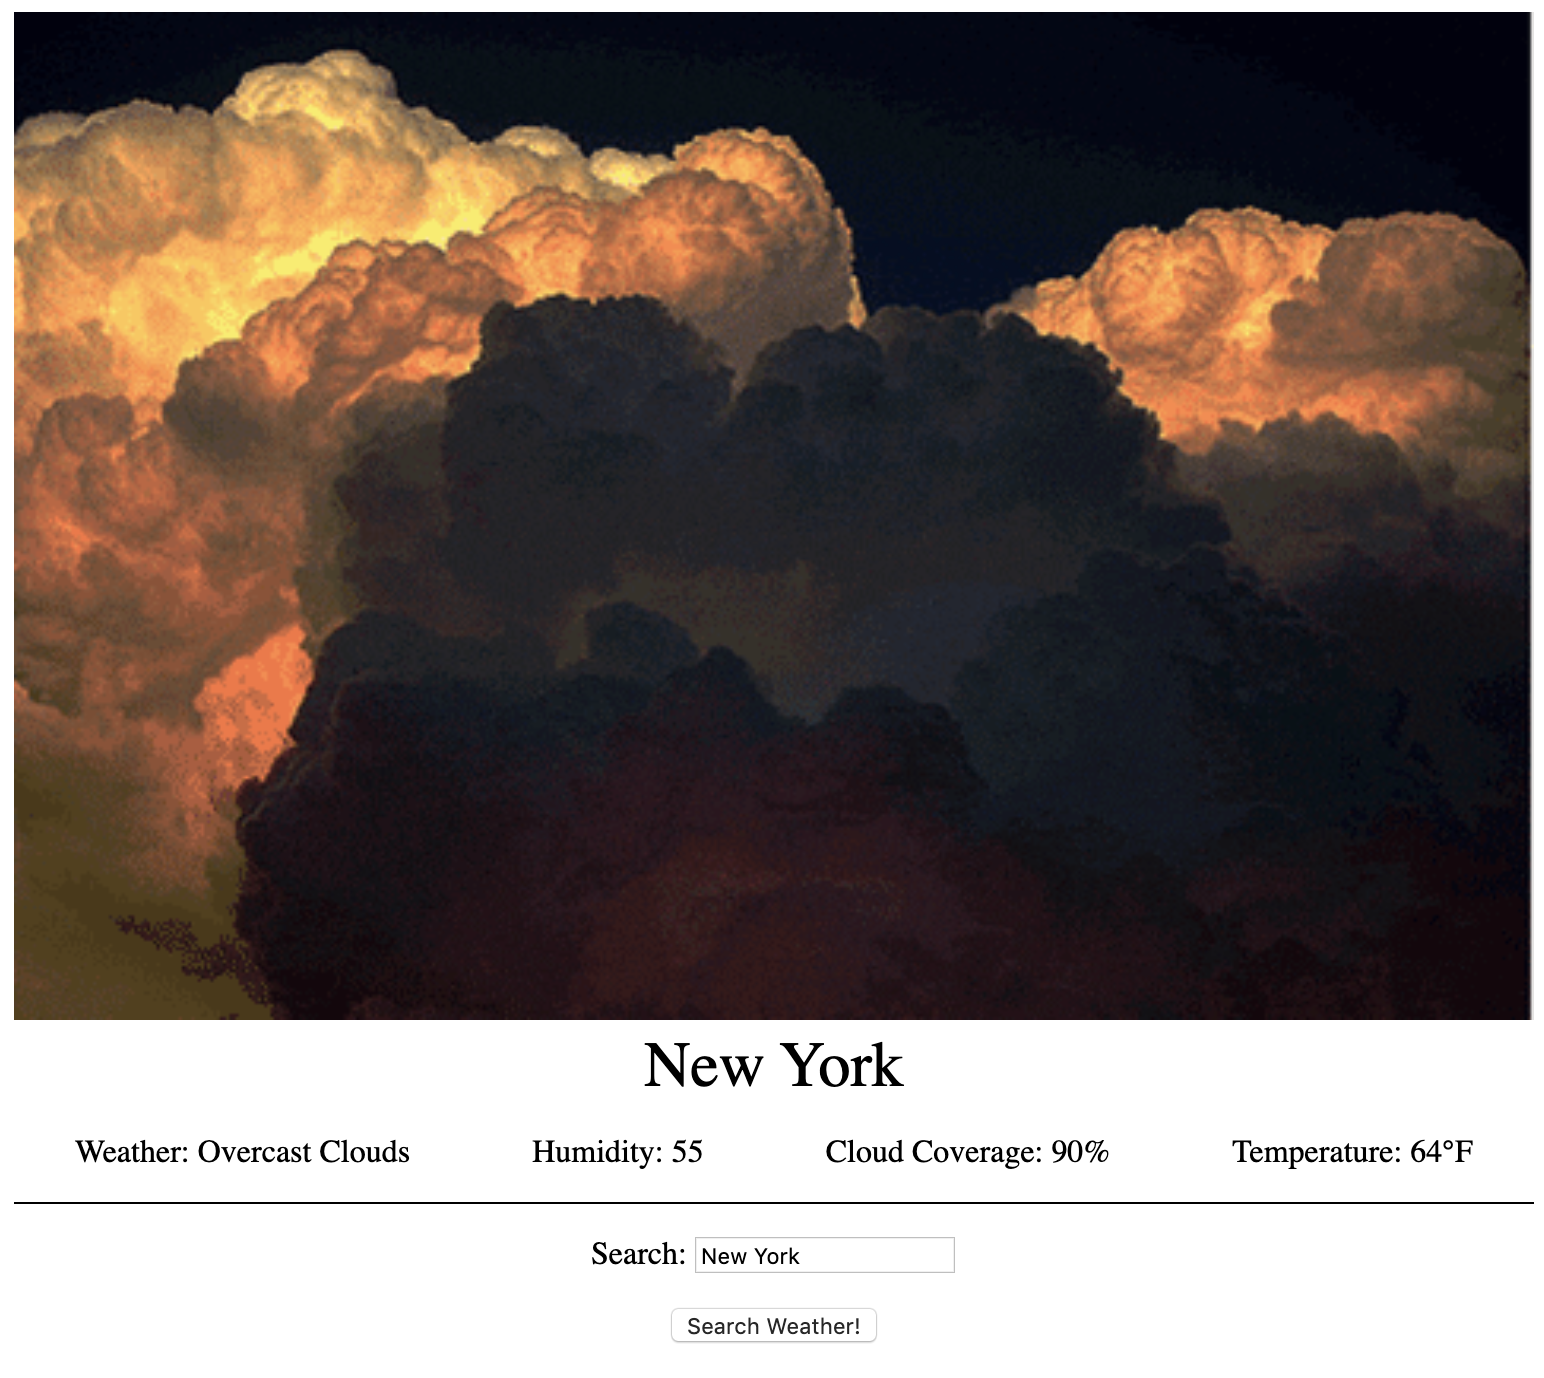 New York
Weather: Overcast Clouds Humidity: 55 Cloud Coverage: 90% Temperature: 64°F
Search: New York
Search Weather!